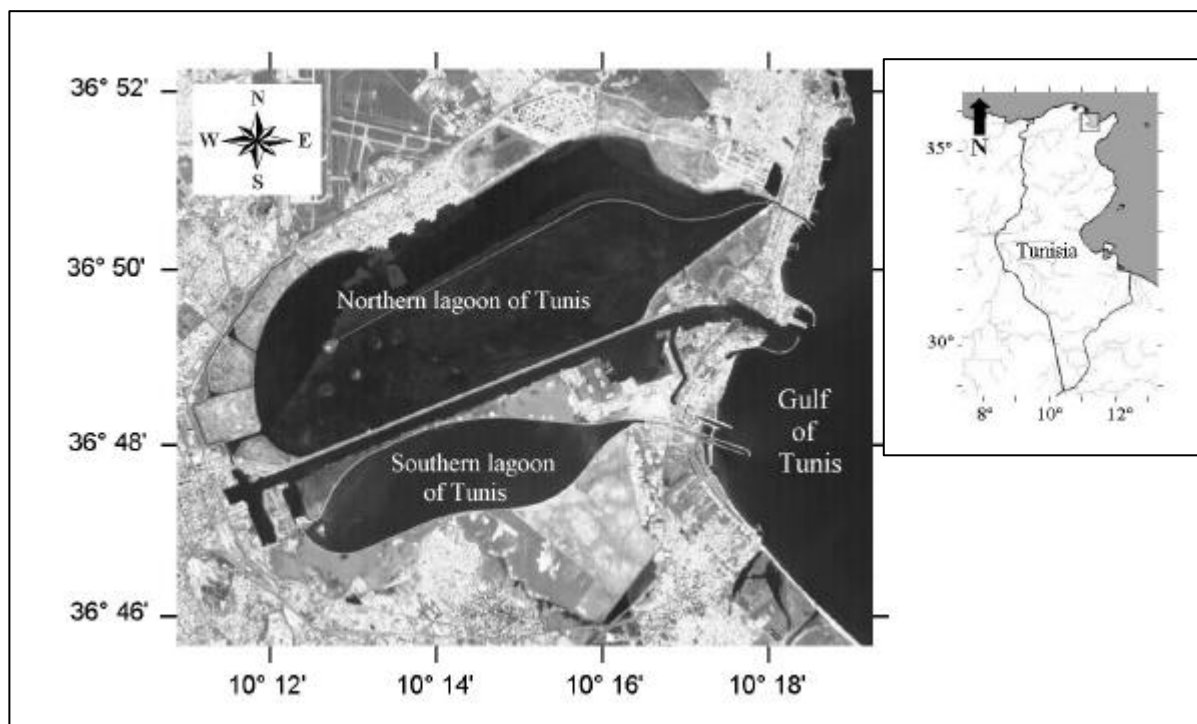 36° 52'
36° 50'
36° 48'
36° 46'
N
W E
S
Northern lagoon of Tunis
Southern lagoon
of Tunis
Gulf
of
Tunis
10° 12' 10° 14' 10° 16' 10° 18'
N
35°
Tunisia
30°
8° 10° 12°